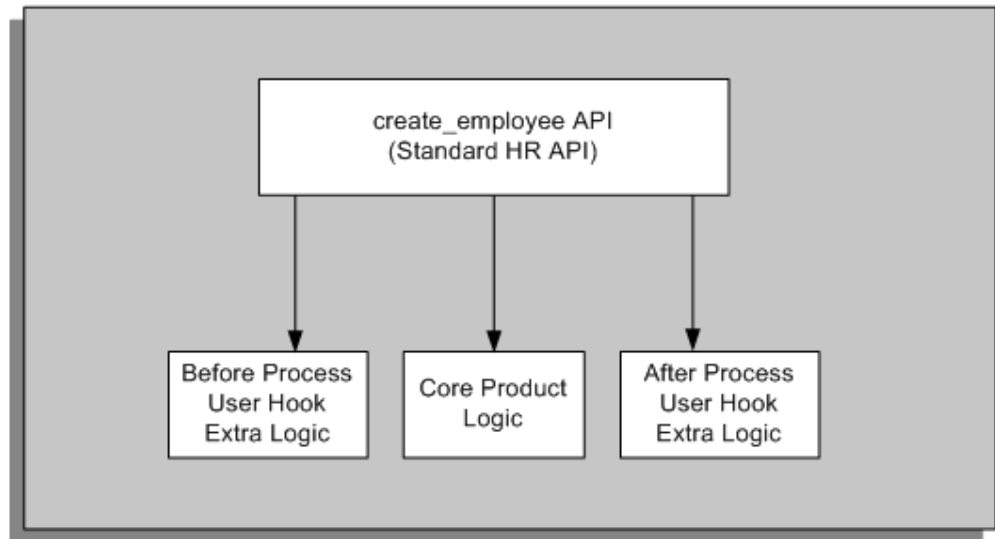 create_employee API
(Standard HR API)
Before Process
User Hook
Extra Logic
Core Product
Logic
After Process
User Hook
Extra Logic